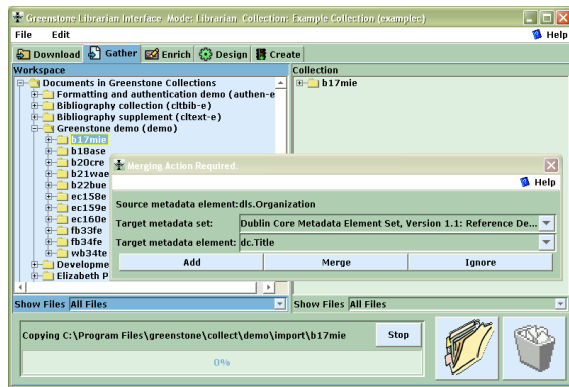 Greenstone Librarian Interface Mode: Librarian Collection: Example Collection (examplec)
File Edit Help
Download Gather Enrich Design Create
Workspace
Collection
Documents in Greenstone Collections
Formatting and authentication demo (authen-e
Bibliography collection (cltbib-e)
Bibliography supplement (cltext-e)
Greenstone demo (demo)
b17mie
b18ase
b20cre
b21wae
b22bue
ec158e
ec159e
ec160e
fb33fe
fb34fe
wb34te
Developme
Elizabeth P
b17mie
Merging Action Required.
Help
Source metadata element:dls.Organization
Target metadata set: Dublin Core Metadata Element Set, Version 1.1: Reference De...
Target metadata element: dc.Title
Add Merge Ignore
Show Files All Files
Show Files All Files
Copying C:\Program Files\greenstone\collect\demo\import\b17mie
Stop
0%